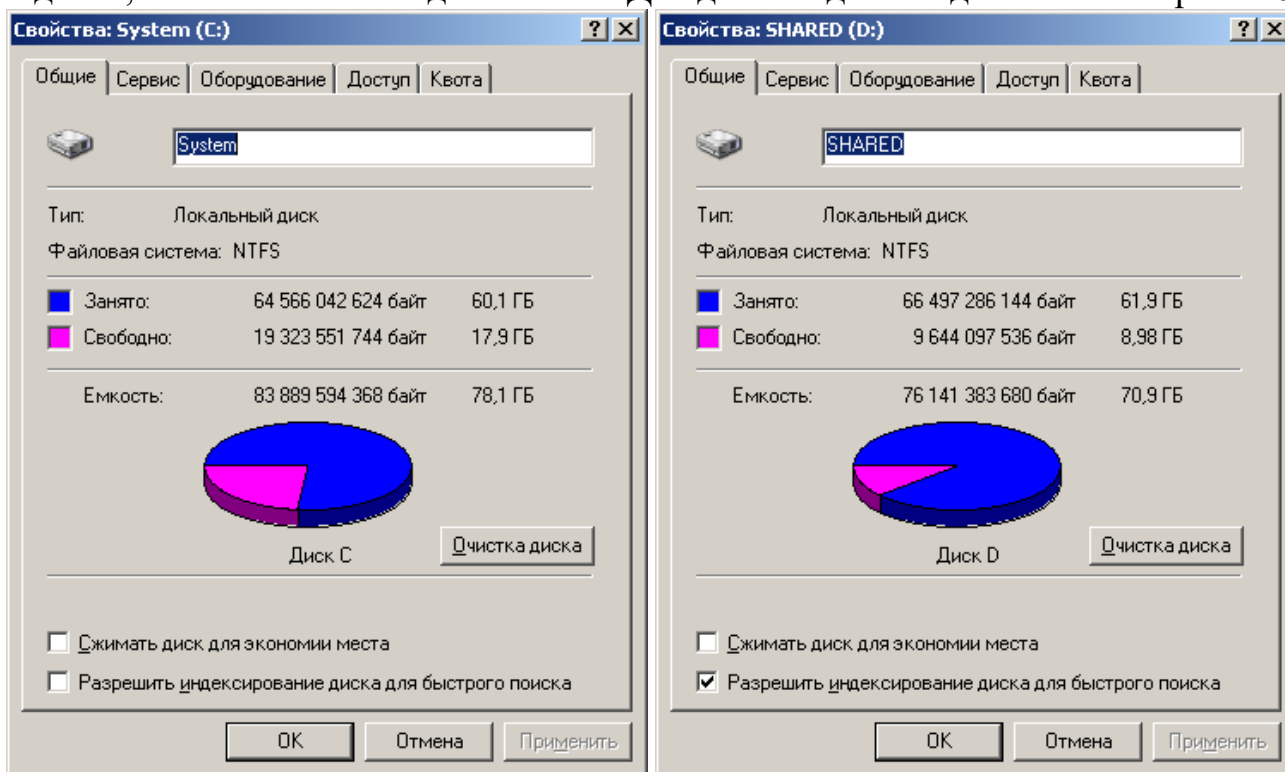 Свойства: System (C:)
Общие Сервис Оборудование Доступ Квота
System
Тип: Локальный диск
Файловая система: NTFS
Занято: 64 566 042 624 байт 60,1 ГБ
Свободно: 19 323 551 744 байт 17,9 ГБ
Емкость: 83 889 594 368 байт 78,1 ГБ
Диск C
Очистка диска
Сжимать диск для экономии места
Разрешить индексирование диска для быстрого поиска
OK Отмена Применить
Свойства: SHARED (D:)
Общие Сервис Оборудование Доступ Квота
SHARED
Тип: Локальный диск
Файловая система: NTFS
Занято: 66 497 286 144 байт 61,9 ГБ
Свободно: 9 644 097 536 байт 8,98 ГБ
Емкость: 76 141 383 680 байт 70,9 ГБ
Диск D
Очистка диска
Сжимать диск для экономии места
Разрешить индексирование диска для быстрого поиска
OK Отмена Применить